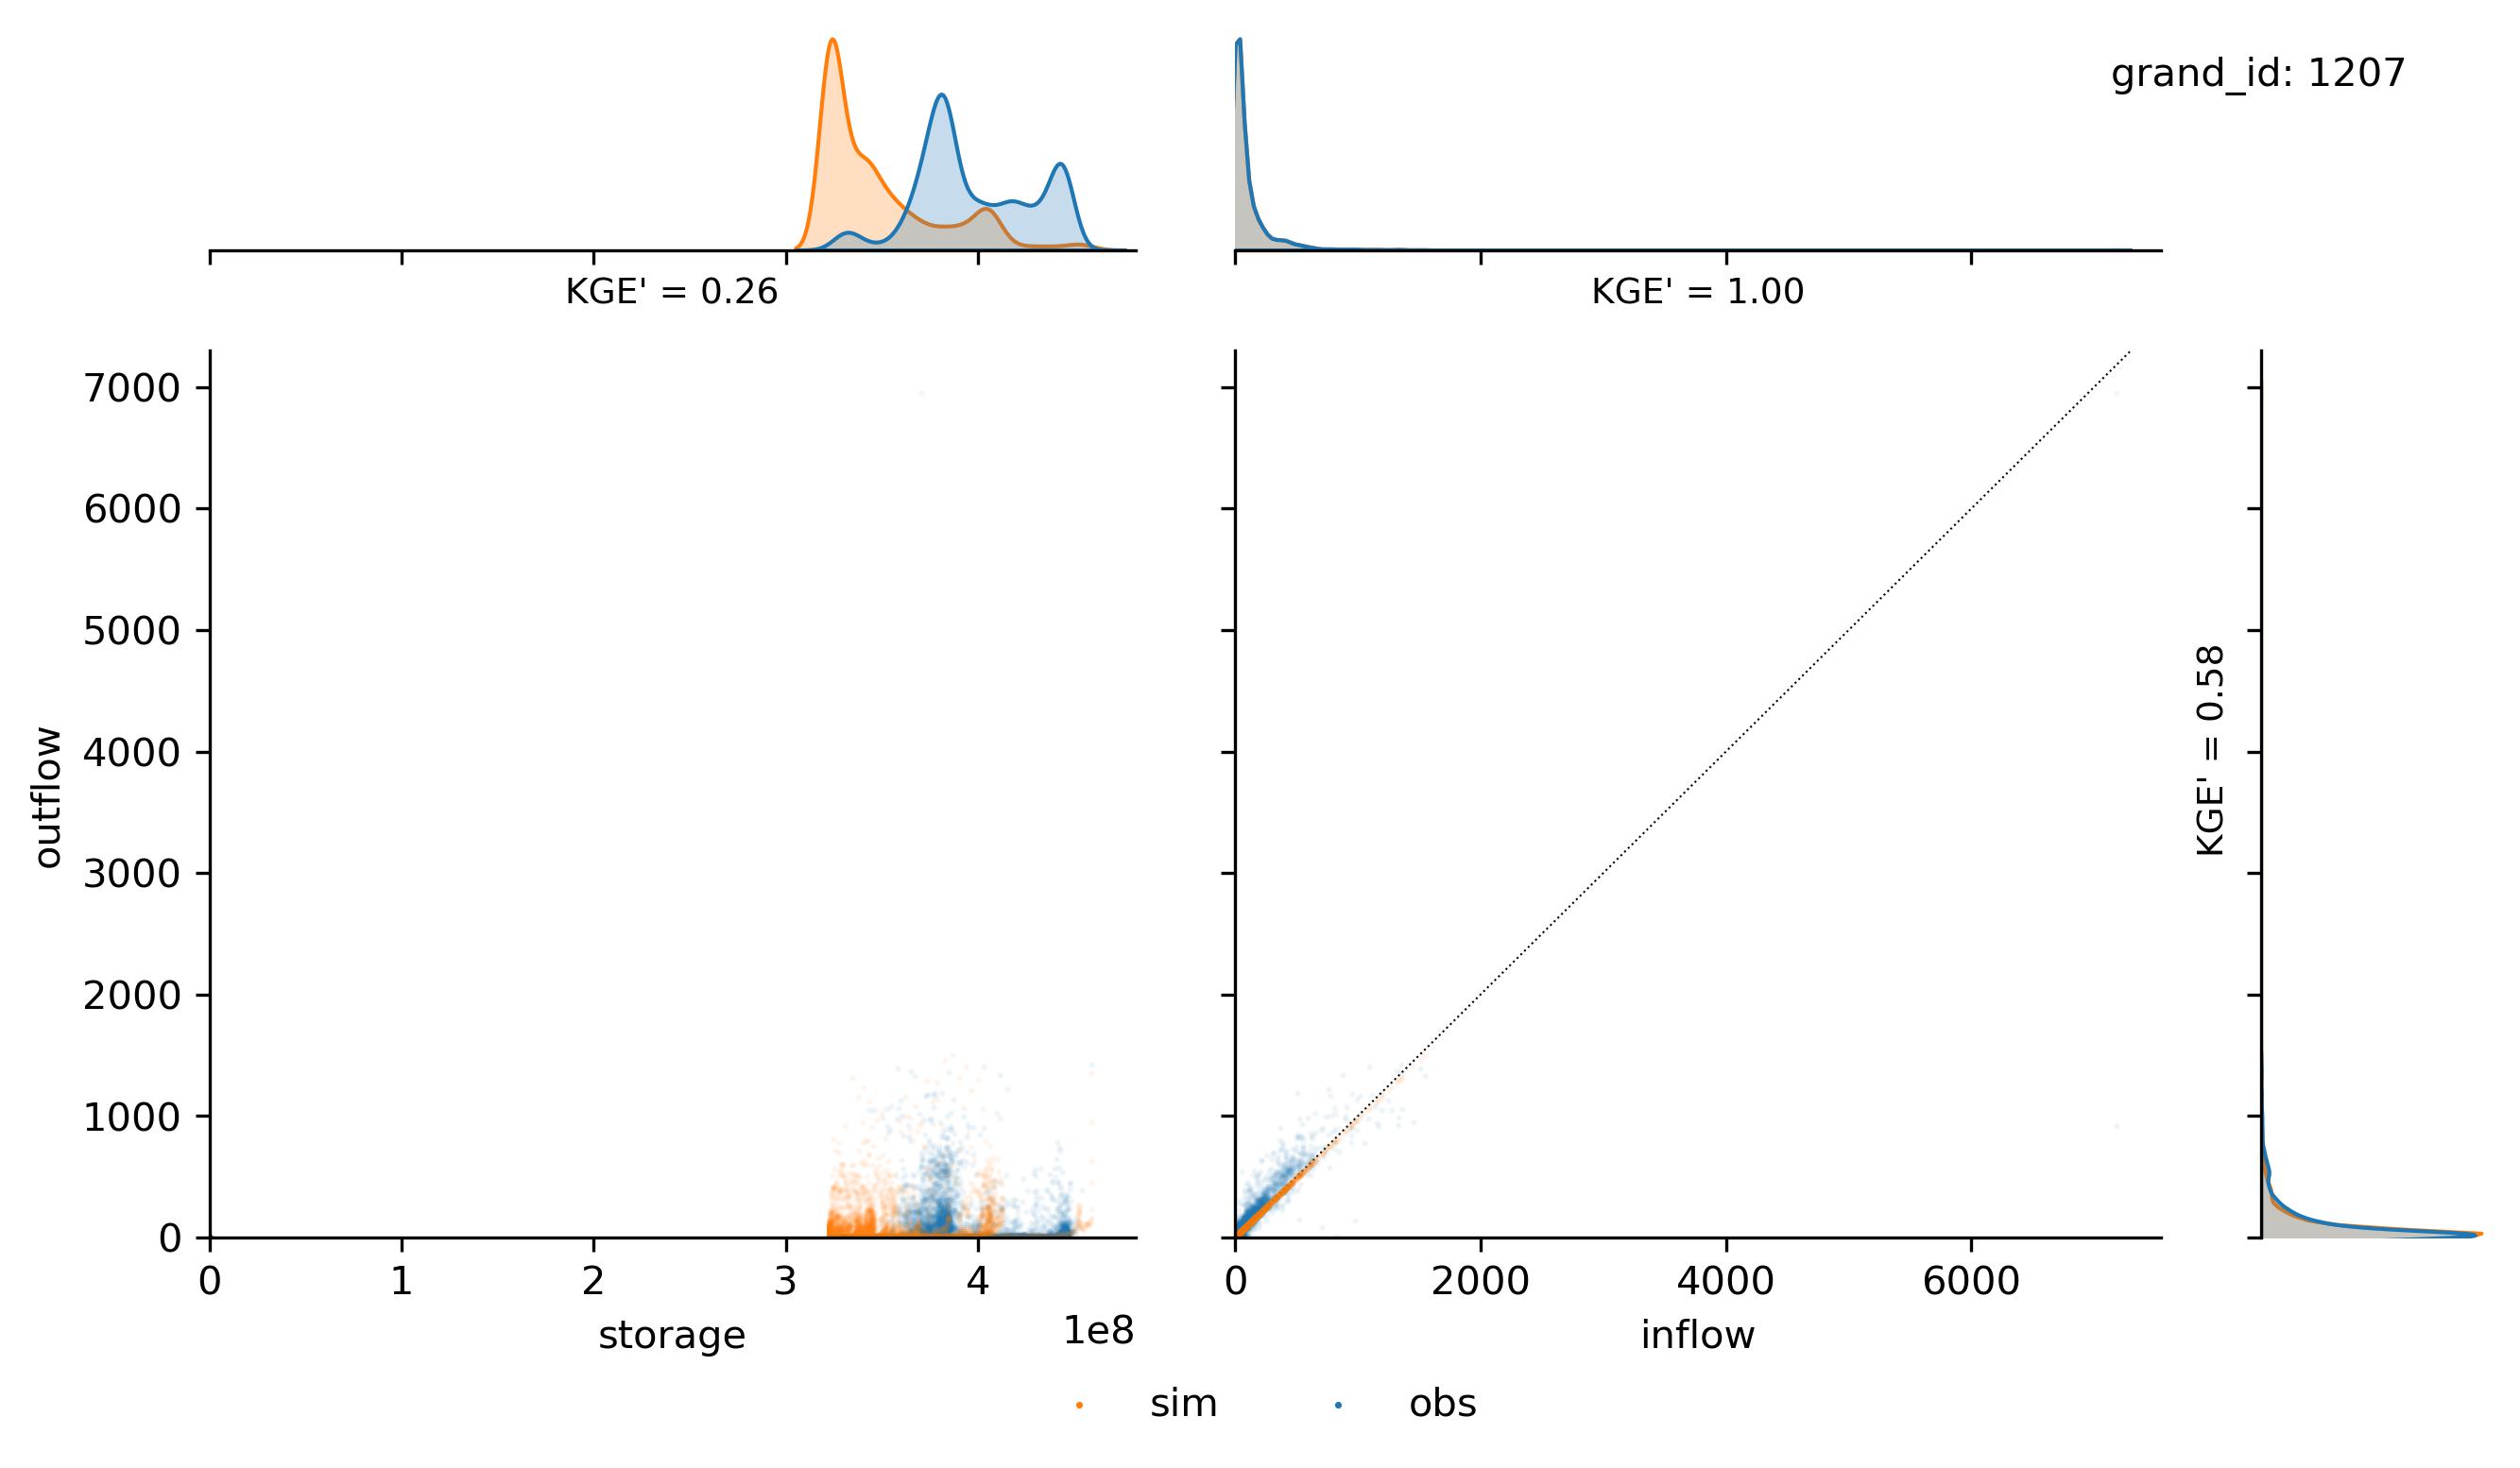 grand_id: 1207
KGE' = 0.26
KGE' = 1.00
7000
6000
5000
4000
3000
2000
1000
0
outflow
KGE' = 0.58
0 1 2 3 4
0 2000 4000 6000
storage
1e8
inflow
sim
obs